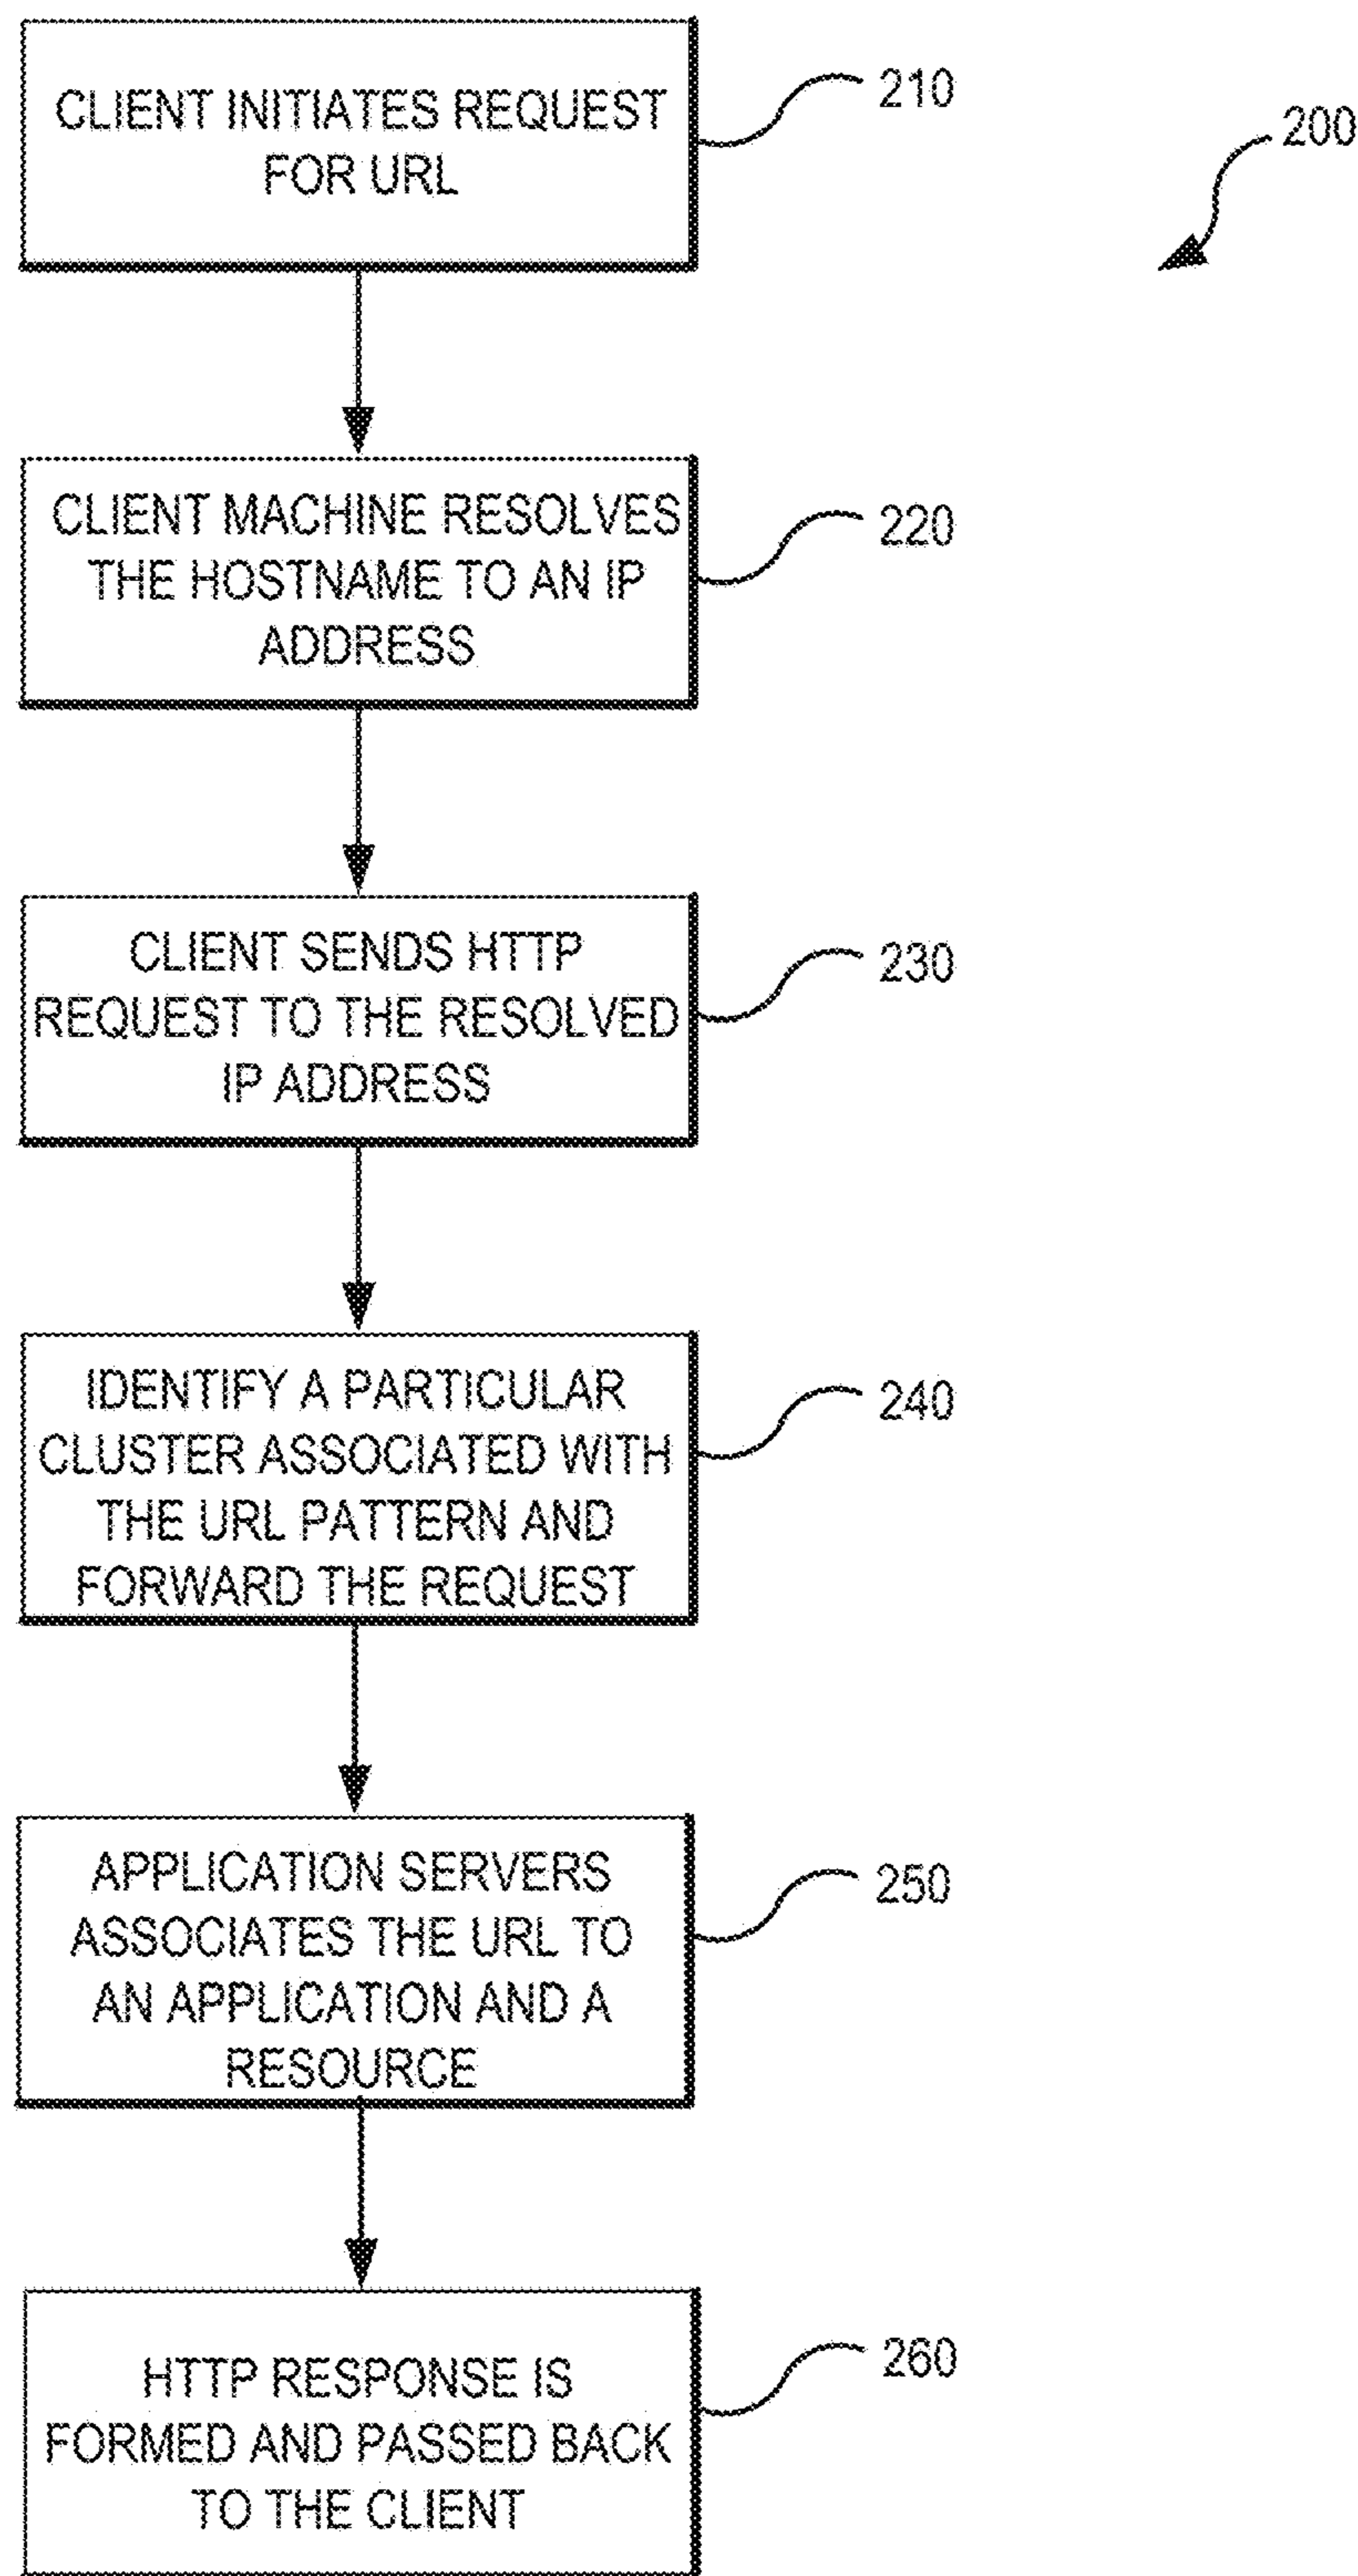 CLIENT INITIATES REQUEST
FOR URL
210
200
CLIENT MACHINE RESOLVES
THE HOSTNAME TO AN IP
ADDRESS
220
CLIENT SENDS HTTP
REQUEST TO THE RESOLVED
IP ADDRESS
230
IDENTIFY A PARTICULAR
CLUSTER ASSOCIATED WITH
THE URL PATTERN AND
FORWARD THE REQUEST
240
APPLICATION SERVERS
ASSOCIATES THE URL TO
AN APPLICATION AND A
RESOURCE
250
HTTP RESPONSE IS
FORMED AND PASSED BACK
TO THE CLIENT
260